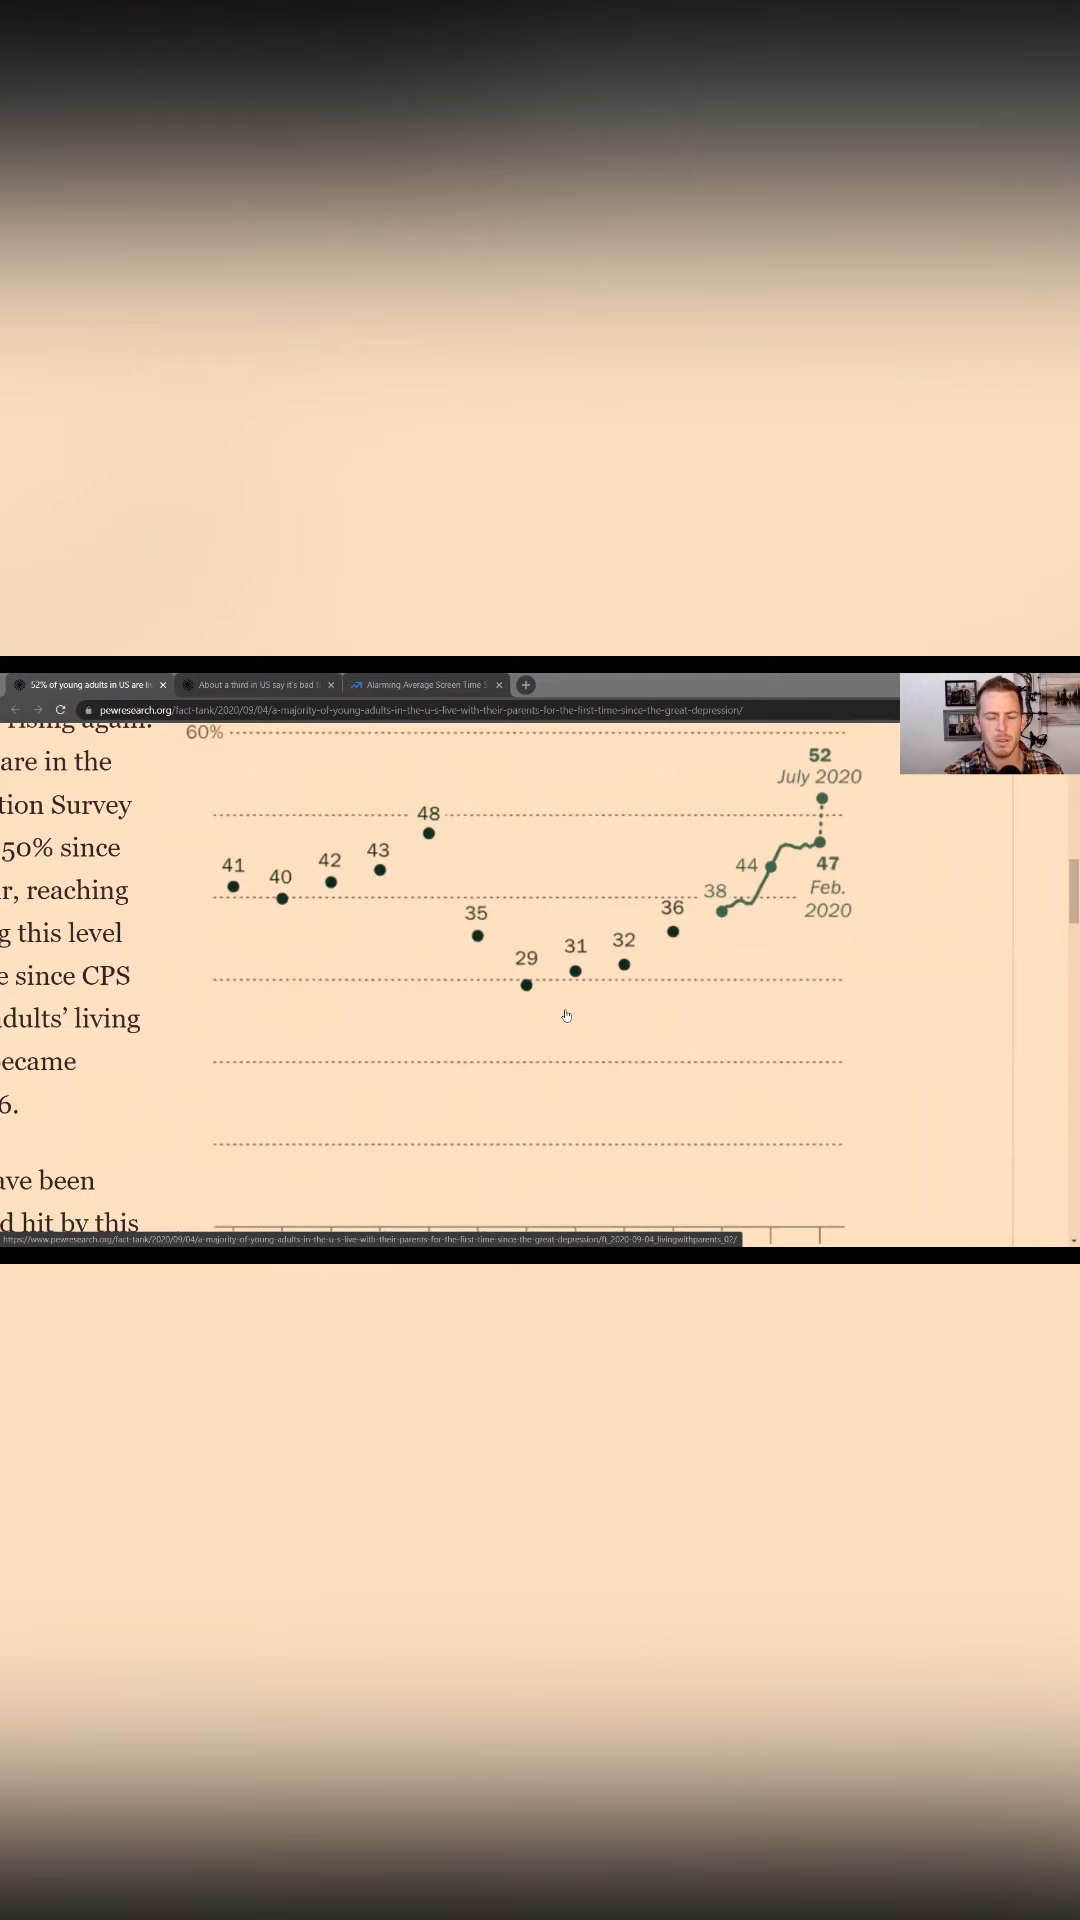 52% of young adults in US are li
About a third in US say it's bad t
Alarming Average Screen Time S
pewresearch.org/fact-tank/2020/09/04/a-majority-of-young-adults-in-the-u-s-live-with-their-parents-for-the-first-time-since-the-great-depression/
rising again.
are in the
tion Survey
50% since
r, reaching
g this level
e since CPS
dults’ living
ecame
6.
ave been
d hit by this
60%
52
July 2020
48
41
40
42
43
35
29
31
32
36
38
44
47
Feb.
2020
https://www.pewresearch.org/fact-tank/2020/09/04/a-majority-of-young-adults-in-the-u-s-live-with-their-parents-for-the-first-time-since-the-great-depression/ft_2020-09-04_livingwithparents_02/